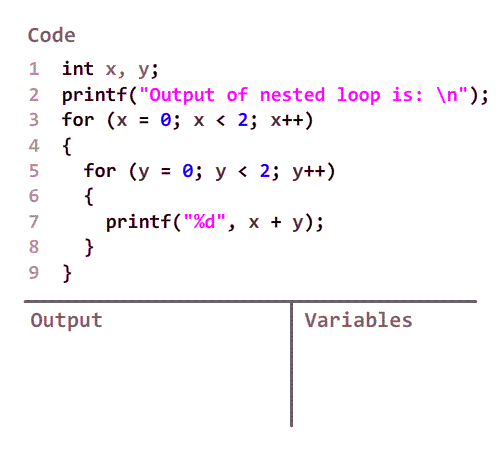 Code
1 int x, y;
2 printf("Output of nested loop is: \n");
3 for (x = 0; x < 2; x++)
4 {
5 for (y = 0; y < 2; y++)
6 {
7 printf("%d", x + y);
8 }
9 }
Output Variables